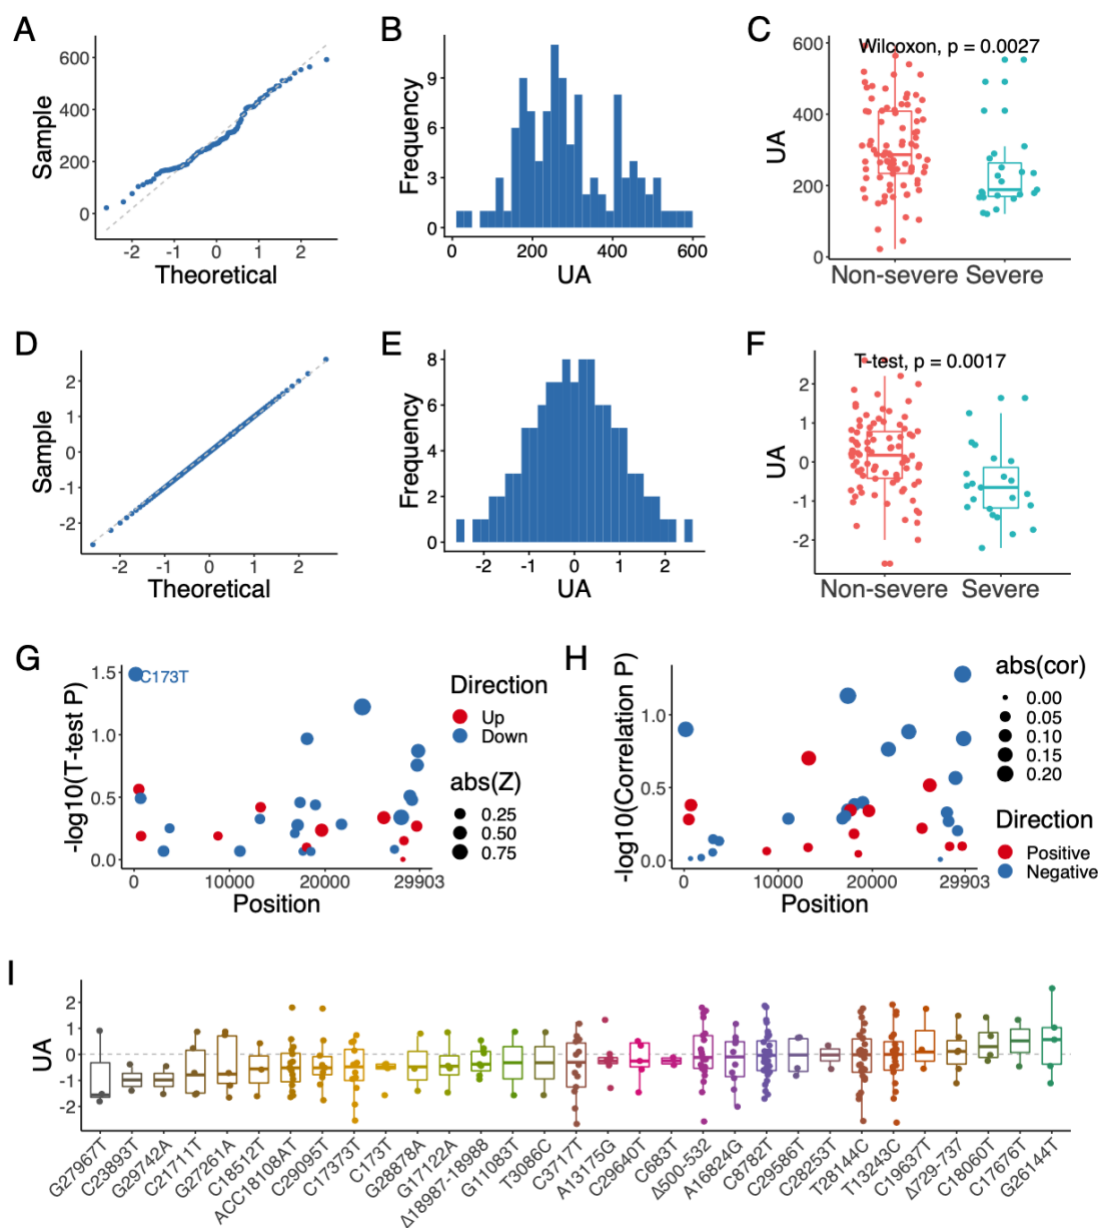 A
B
C
Sample
600
400
200
0
-2
-1
0
1
2
Theoretical
Frequency
9
6
3
0
0
200
400
600
UA
Wilcoxon, p = 0.0027
UA
600
400
200
0
Non-severe
Severe
D
E
F
Sample
2
1
0
-1
-2
-2
-1
0
1
2
Theoretical
Frequency
8
6
4
2
0
-2
-1
0
1
2
UA
T-test, p = 0.0017
UA
2
1
0
-1
-2
Non-severe
Severe
G
H
-log10(T-test P)
1.5
1.0
0.5
0.0
C173T
0
10000
20000
29903
Position
Direction
Up
Down
abs(Z)
0.25
0.50
0.75
-log10(Correlation P)
1.0
0.5
0.0
0
10000
20000
29903
Position
abs(cor)
0.00
0.05
0.10
0.15
0.20
Direction
Positive
Negative
I
UA
2
1
0
-1
-2
G27967T
C23893T
G29742A
C21711T
G27261A
C18512T
ACC18108AT
C29095T
C17373T
C173T
G28878A
G17122A
Δ18987-18988
G11083T
T3086C
C3717T
A13175G
C29640T
C683T
Δ500-532
A16824G
C8782T
C29586T
C28253T
T28144C
T13243C
C19637T
Δ729-737
C18060T
C17676T
G26144T